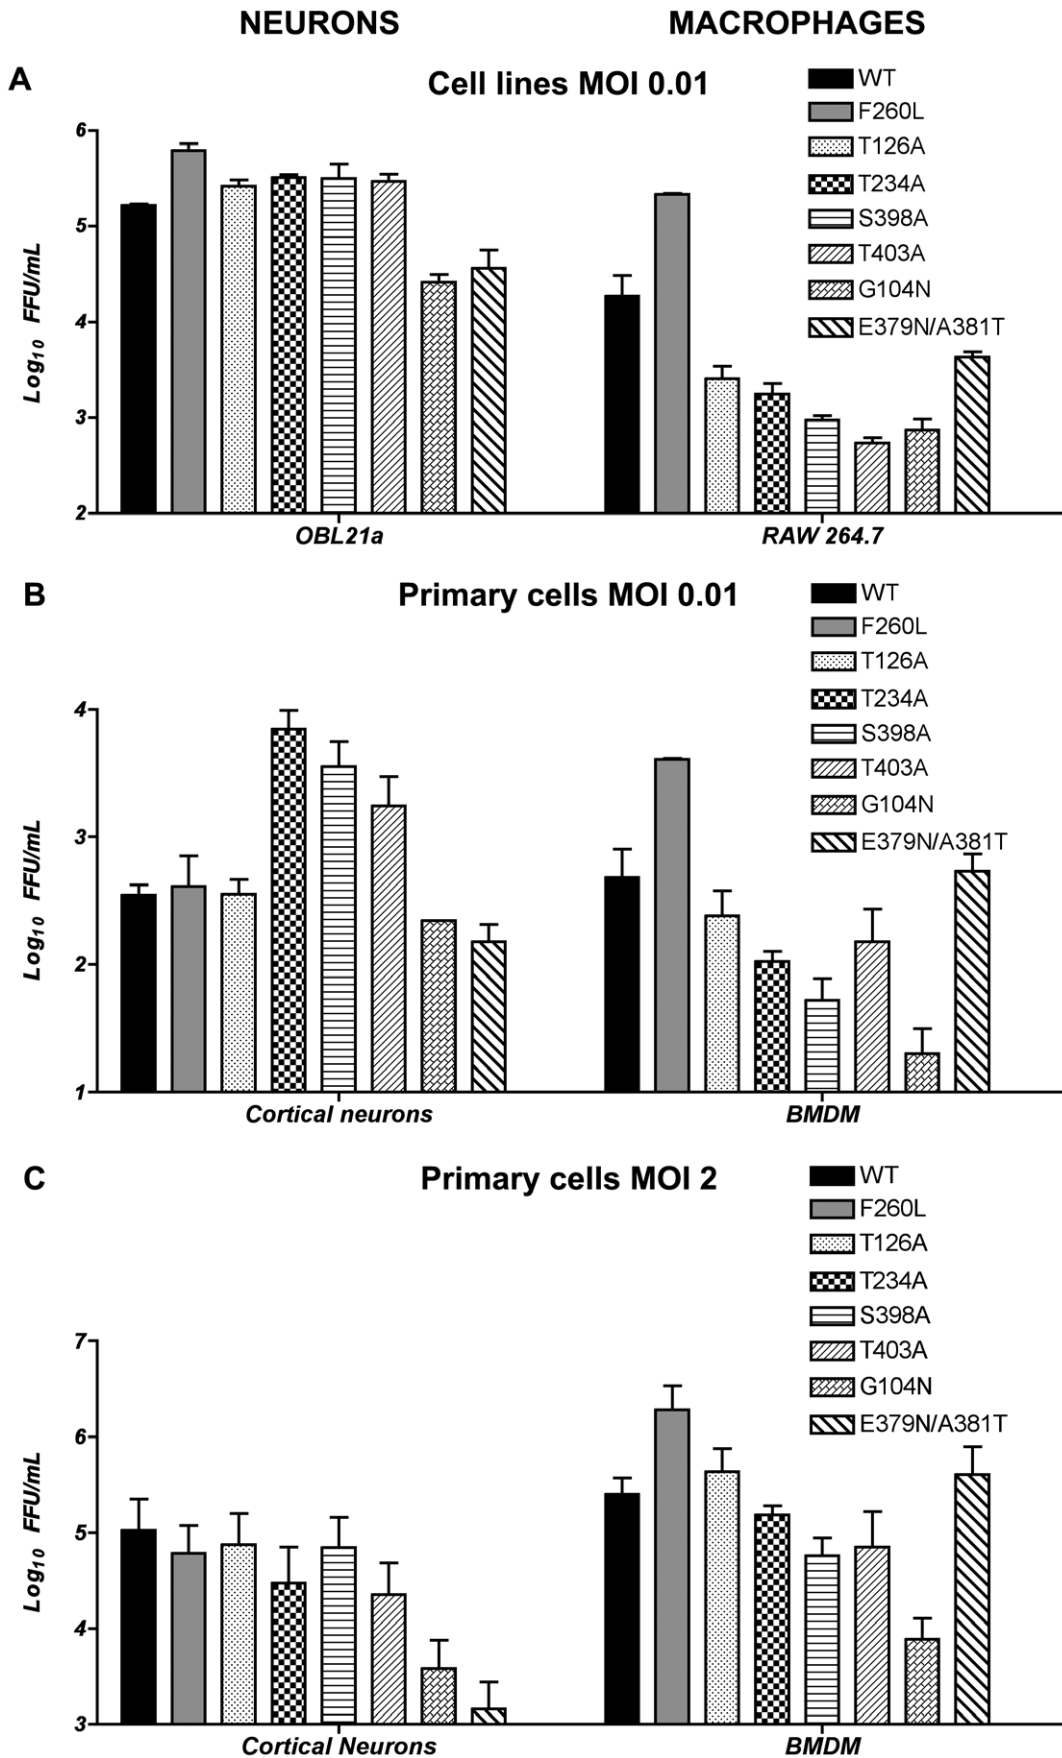 NEURONS MACROPHAGES
A Cell lines MOI 0.01
WT
F260L
T126A
T234A
S398A
T403A
G104N
E379N/A381T
6
5
4
3
2
Log10 FFU/mL
OBL21a RAW 264.7
B Primary cells MOI 0.01
WT
F260L
T126A
T234A
S398A
T403A
G104N
E379N/A381T
4
3
2
1
Log10 FFU/mL
Cortical neurons BMDM
C Primary cells MOI 2
WT
F260L
T126A
T234A
S398A
T403A
G104N
E379N/A381T
7
6
5
4
3
Log10 FFU/mL
Cortical Neurons BMDM